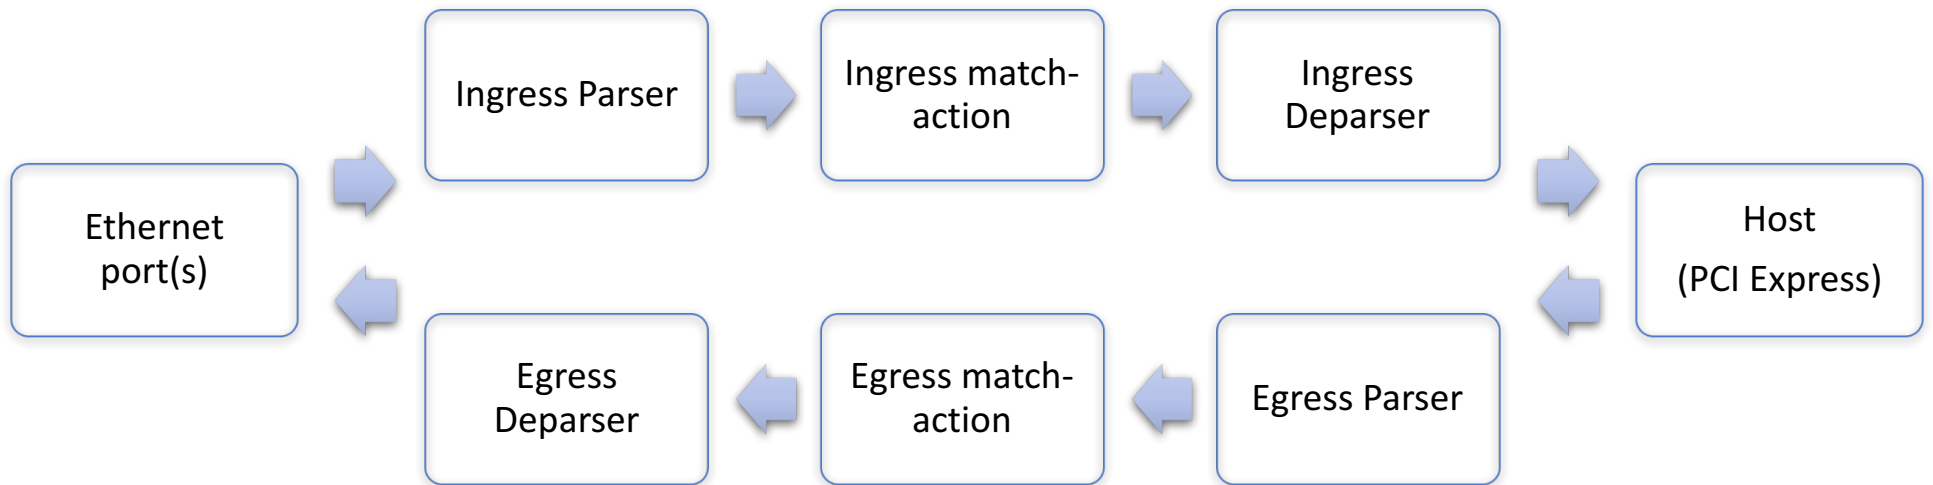 Ingress Parser
Ingress match-
action
Ingress
Deparser
Ethernet
port(s)
Host
(PCI Express)
Egress
Deparser
Egress match-
action
Egress Parser